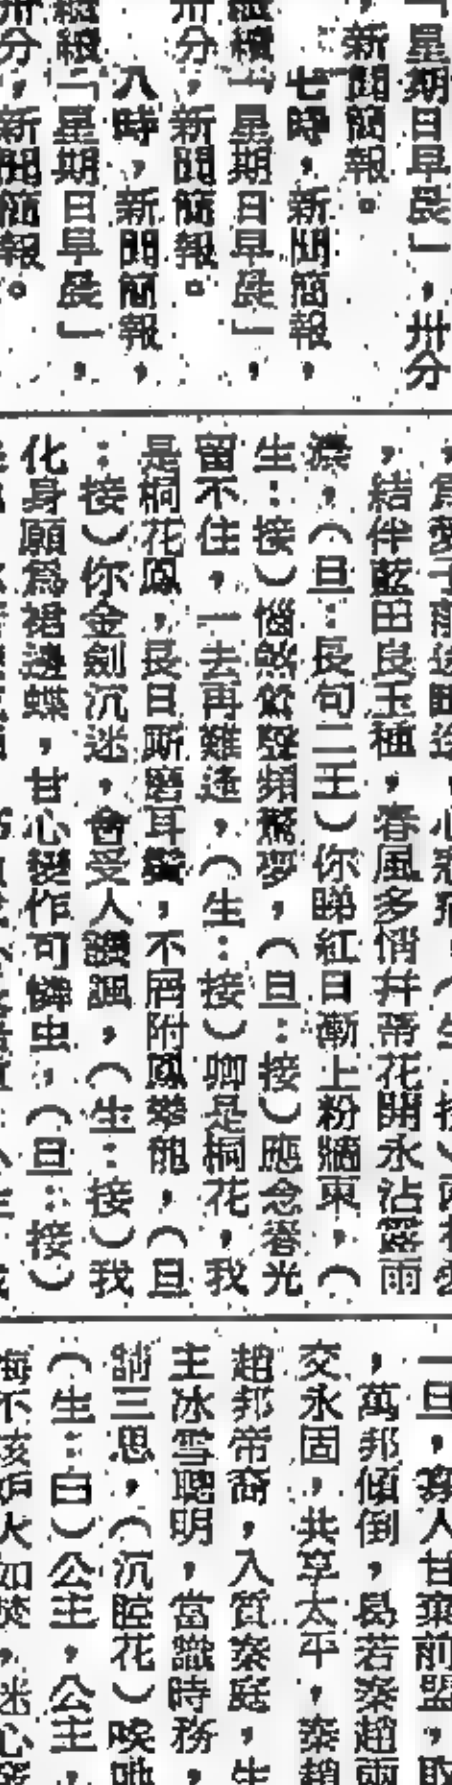 「星期日早晨」，卅分
，新聞簡報。
七時，新聞簡報，
繼續「星期日早晨」，
卅分，新聞簡報。
八時，新聞簡報，
繼續「星期日早晨」，
卅分，新聞簡報。
，結伴藍田良玉種，春風多情并蒂花開永沾露雨
濃，（旦：長句二王）你睇紅日漸上粉牆東，（
生：接）惱煞鶯聲頻驚夢，（旦：接）應念春光
留不住，一去再難逢，（生：接）卿是桐花，我
是桐花鳳，長日厮磨耳鬢，不屑附鳳攀龍，（旦
：接）你金劍沉迷，會受人譏諷，（生：接）我
化身願爲裙邊蝶，甘心變作可憐虫，（旦：接）
一旦，寡人甘棄前盟，
，萬邦傾倒，曷若秦趙兩
交永固，共享太平，秦趙
趙邦帝裔，入質秦庭，生
主冰雪聰明，當識時務，
請三思，（沉腔花）唉吔
（生：白）公主，公主，
悔不該妒火如焚，迷心